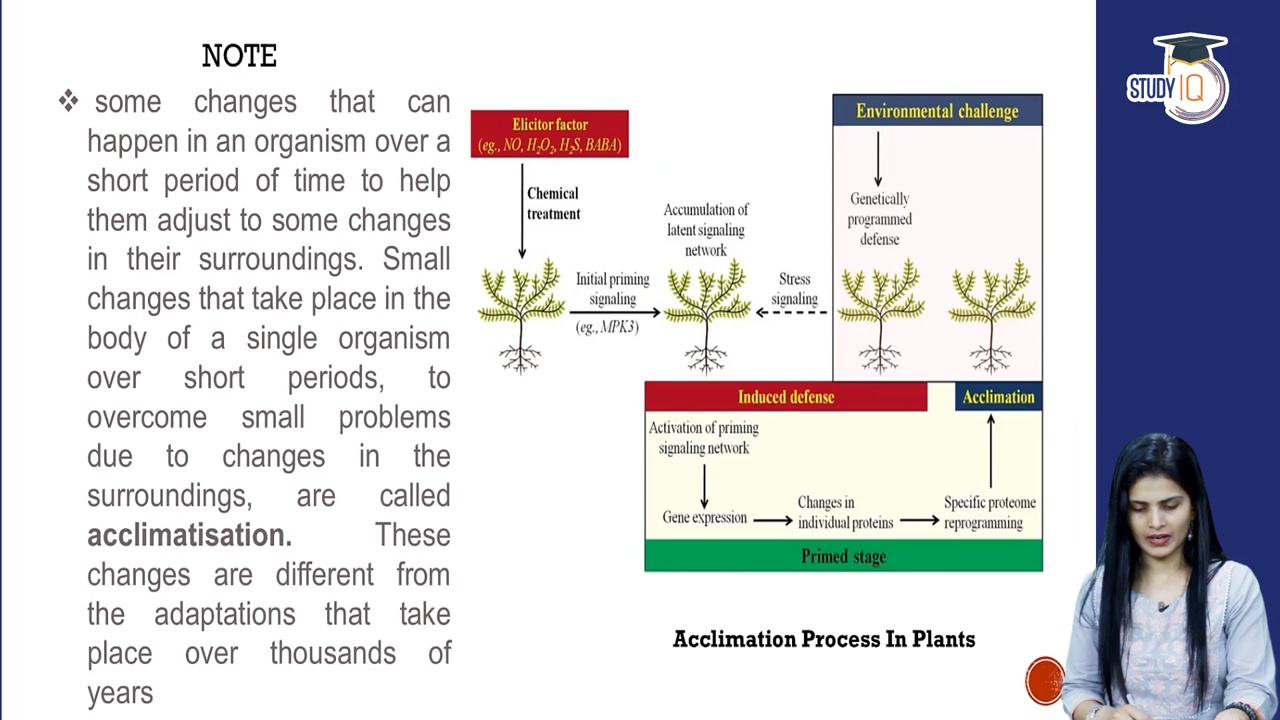 NOTE
❖ some changes that can
happen in an organism over a
short period of time to help
them adjust to some changes
in their surroundings. Small
changes that take place in the
body of a single organism
over short periods, to
overcome small problems
due to changes in the
surroundings, are called
acclimatisation. These
changes are different from
the adaptations that take
place over thousands of
years
Elicitor factor
(eg., NO, H₂O₂, H₂S, BABA)
Chemical
treatment
Initial priming
signaling
(eg., MPK3)
Accumulation of
latent signaling
network
Stress
signaling
Environmental challenge
Genetically
programmed
defense
Induced defense
Acclimation
Activation of priming
signaling network
Gene expression
Changes in
individual proteins
Specific proteome
reprogramming
Primed stage
Acclimation Process In Plants
STUDY IQ